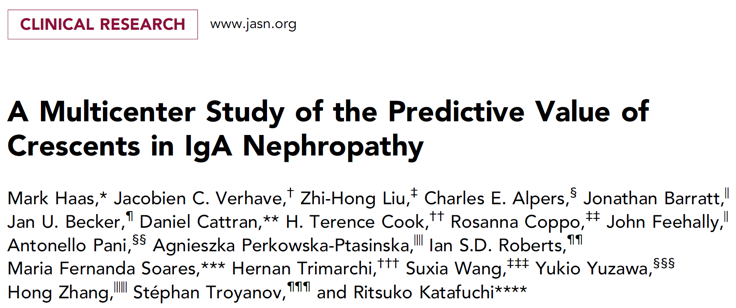 CLINICAL RESEARCH www.jasn.org
A Multicenter Study of the Predictive Value of
Crescents in IgA Nephropathy
Mark Haas,* Jacobien C. Verhave,† Zhi-Hong Liu,‡ Charles E. Alpers,§ Jonathan Barratt,‖
Jan U. Becker,¶ Daniel Cattran,** H. Terence Cook,†† Rosanna Coppo,‡‡ John Feehally,‖
Antonello Pani,§§ Agnieszka Perkowska-Ptasinska,‖‖ Ian S.D. Roberts,¶¶
Maria Fernanda Soares,*** Hernan Trimarchi,††† Suxia Wang,‡‡‡ Yukio Yuzawa,§§§
Hong Zhang,‖‖‖ Stéphan Troyanov,¶¶¶ and Ritsuko Katafuchi****